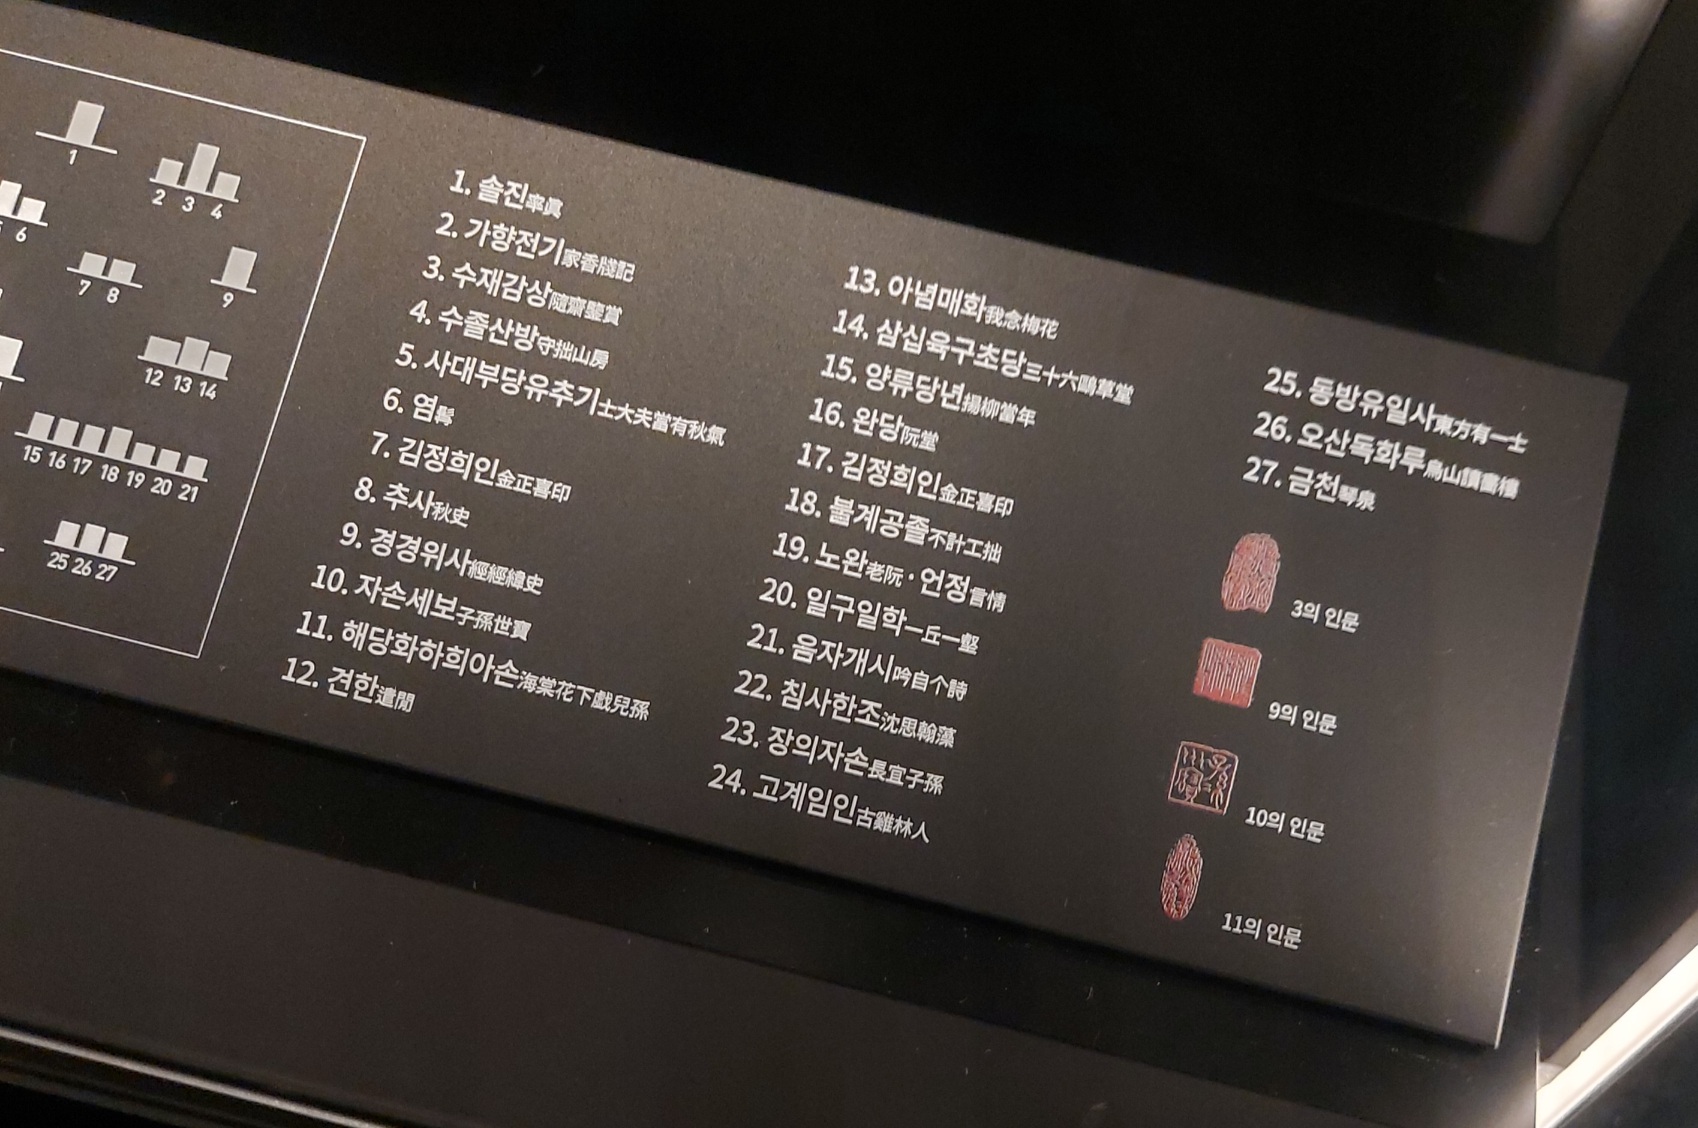 1
2 3 4
6
7 8
9
12 13 14
15 16 17 18 19 20 21
25 26 27
1. 솔진率眞
2. 가향전기家香牋記
3. 수재감상隨齋鑒賞
4. 수졸산방守拙山房
5. 사대부당유추기士大夫當有秋氣
6. 염髥
7. 김정희인金正喜印
8. 추사秋史
9. 경경위사經經緯史
10. 자손세보子孫世寶
11. 해당화하희아손海棠花下戱兒孫
12. 견한遣閒
13. 아념매화我念梅花
14. 삼십육구초당三十六鷗草堂
15. 양류당년楊柳當年
16. 완당阮堂
17. 김정희인金正喜印
18. 불계공졸不計工拙
19. 노완老阮·언정言情
20. 일구일학一丘一壑
21. 음자개시吟自个詩
22. 침사한조沈思翰藻
23. 장의자손長宜子孫
24. 고계임인古雞林人
25. 동방유일사東方有一士
26. 오산독화루烏山讀畫樓
27. 금천琴泉
3의 인문
9의 인문
10의 인문
11의 인문